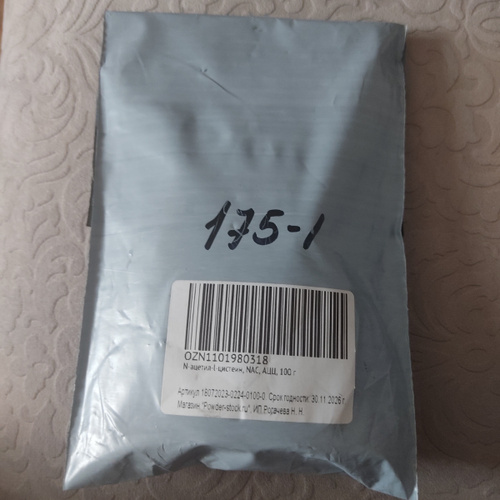 175-1
OZN1101980318
N-ацетил-l-цистеин, NAC, АЦЦ, 100 г
Артикул: 18072023-0224-0100-0 Срок годности: 30.11.2026 г
Магазин: "Powder-stock.ru", ИП Рогачева Н. Н